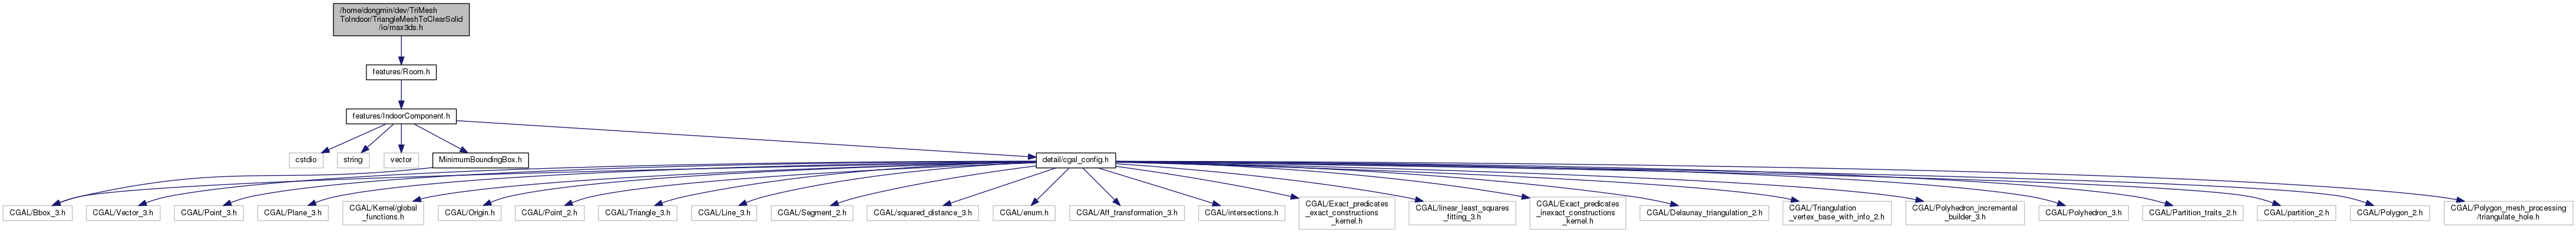 /home/dongmin/dev/TriMesh
ToIndoor/TriangleMeshToClearSolid
/io/max3ds.h
features/Room.h
features/IndoorComponent.h
cstdio
string
vector
MinimumBoundingBox.h
detail/cgal_config.h
CGAL/Bbox_3.h
CGAL/Vector_3.h
CGAL/Point_3.h
CGAL/Plane_3.h
CGAL/Kernel/global
_functions.h
CGAL/Origin.h
CGAL/Point_2.h
CGAL/Triangle_3.h
CGAL/Line_3.h
CGAL/Segment_2.h
CGAL/squared_distance_3.h
CGAL/enum.h
CGAL/Aff_transformation_3.h
CGAL/intersections.h
CGAL/Exact_predicates
_exact_constructions
_kernel.h
CGAL/linear_least_squares
_fitting_3.h
CGAL/Exact_predicates
_inexact_constructions
_kernel.h
CGAL/Delaunay_triangulation_2.h
CGAL/Triangulation
_vertex_base_with_info_2.h
CGAL/Polyhedron_incremental
_builder_3.h
CGAL/Polyhedron_3.h
CGAL/Partition_traits_2.h
CGAL/partition_2.h
CGAL/Polygon_2.h
CGAL/Polygon_mesh_processing
/triangulate_hole.h